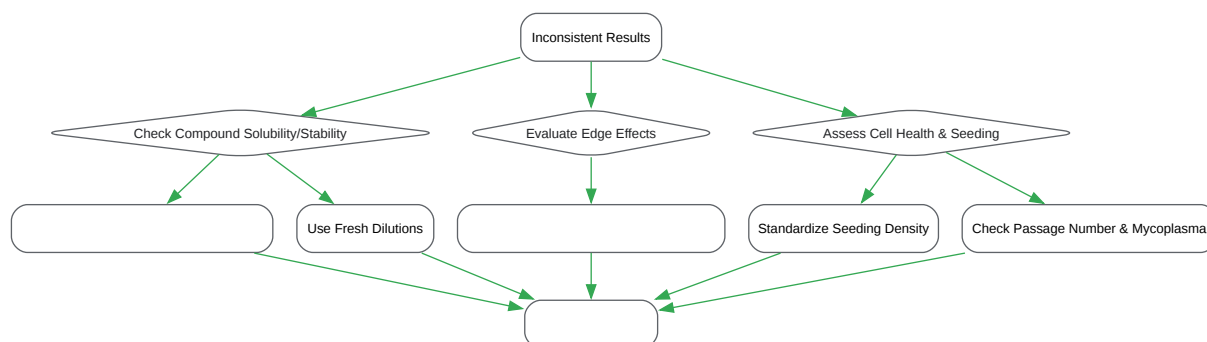 Inconsistent Results
Check Compound Solubility/Stability
Evaluate Edge Effects
Assess Cell Health & Seeding
Use Fresh Dilutions
Standardize Seeding Density
Check Passage Number & Mycoplasma